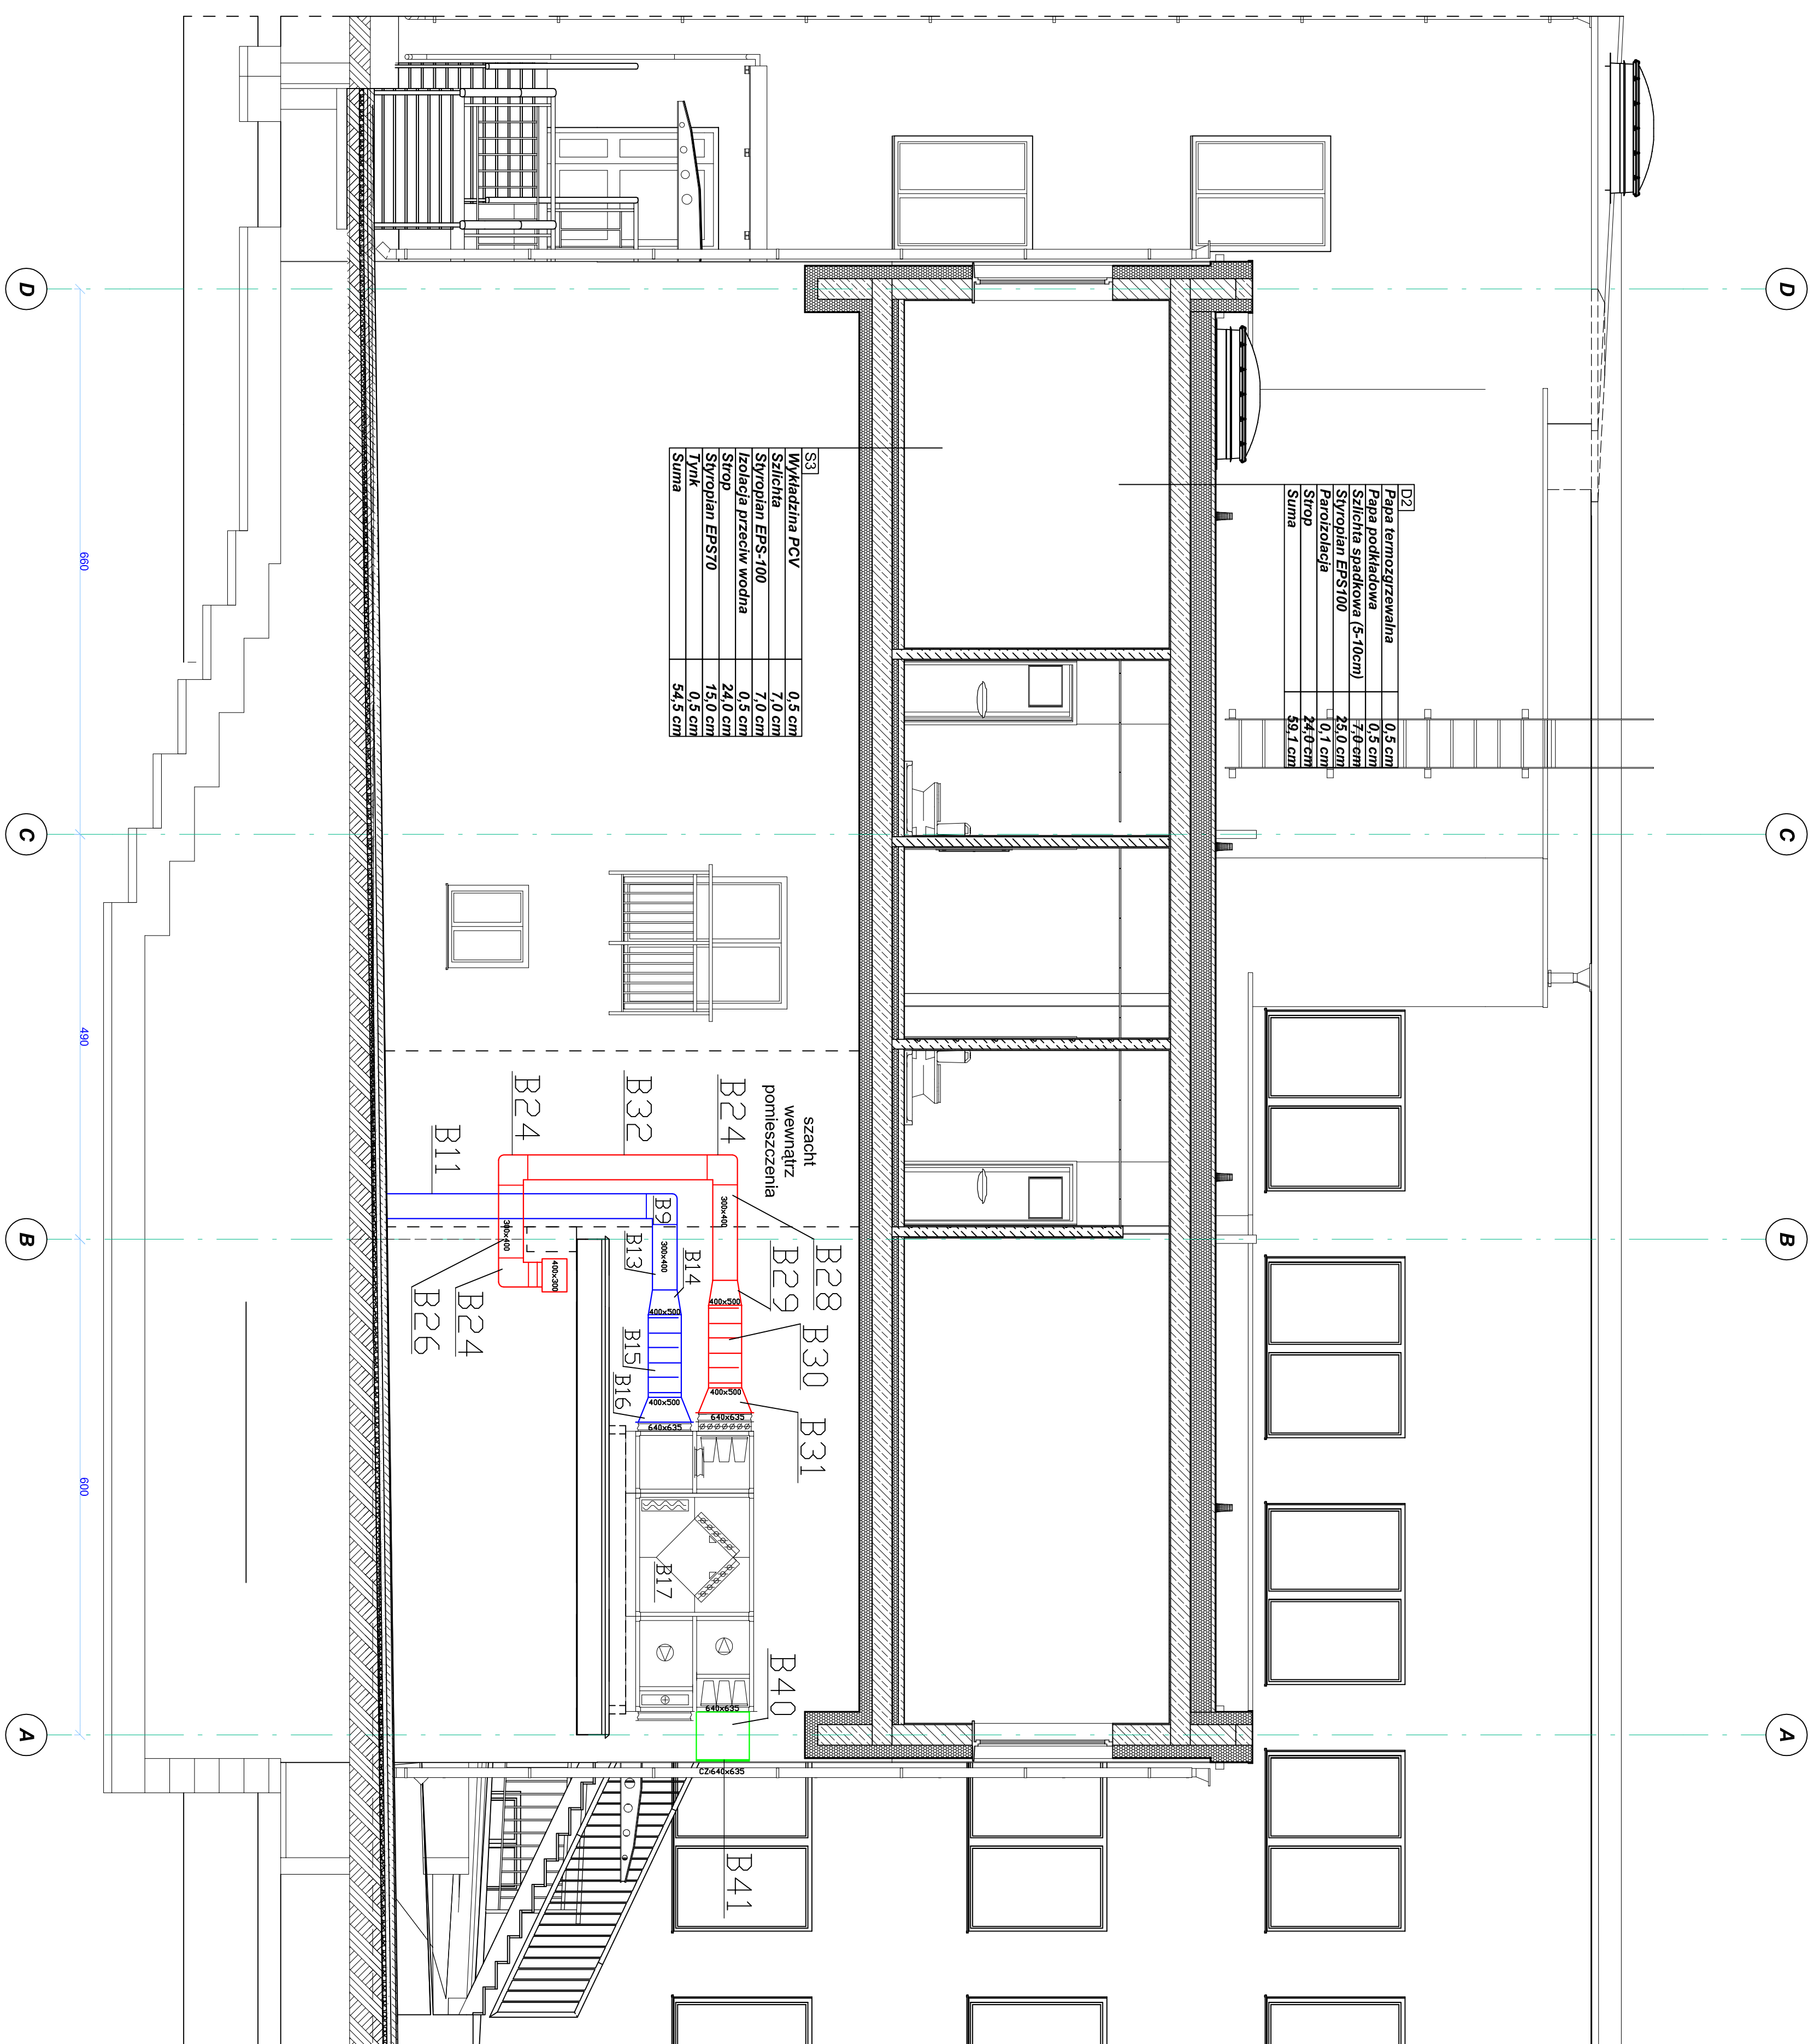 D
C
B
A
D2
Papa termozgrzewalna 0,5 cm
Papa podkładowa 0,5 cm
Szlichta spadkowa (5-10cm) 7,0 cm
Styropian EPS100 25,0 cm
Paroizolacja 0,1 cm
Strop 24,0 cm
Suma 59,1 cm
S3
Wykładzina PCV 0,5 cm
Szlichta 7,0 cm
Styropian EPS-100 7,0 cm
Izolacja przeciw wodna 0,5 cm
Strop 24,0 cm
Styropian EPS70 15,0 cm
Tynk 0,5 cm
Suma 54,5 cm
szacht
wewnątrz
pomieszczenia
B24
B32
B24
B11
B28
B29
B30
B31
B9
B13
B14
B15
B16
B17
B24
B26
B40
B41
300x400
300x400
300x400
400x300
400x500
400x500
400x500
400x500
640x635
640x635
640x635
CZ-640x635
660
490
600
D
C
B
A